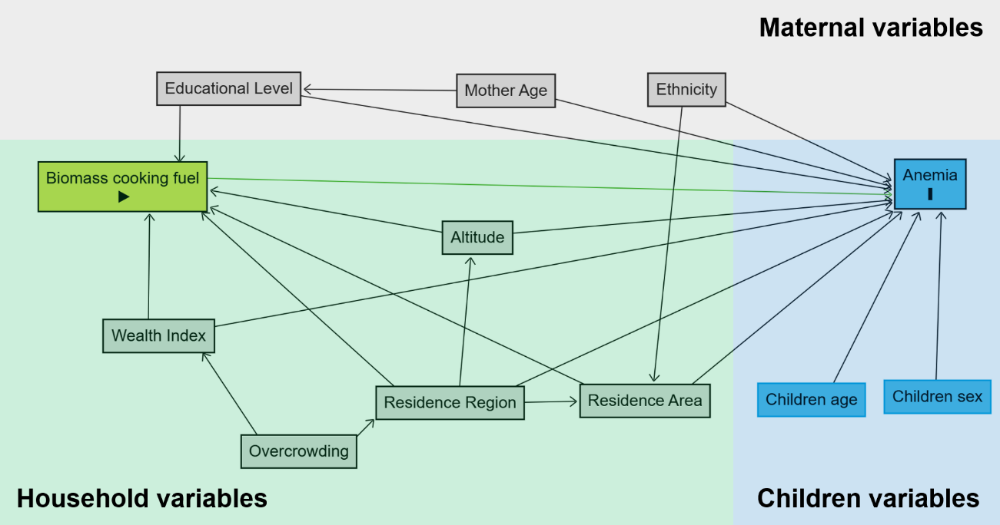 Maternal variables
Educational Level
Mother Age
Ethnicity
Biomass cooking fuel
Anemia
Altitude
Wealth Index
Residence Region
Residence Area
Children age
Children sex
Overcrowding
Household variables
Children variables